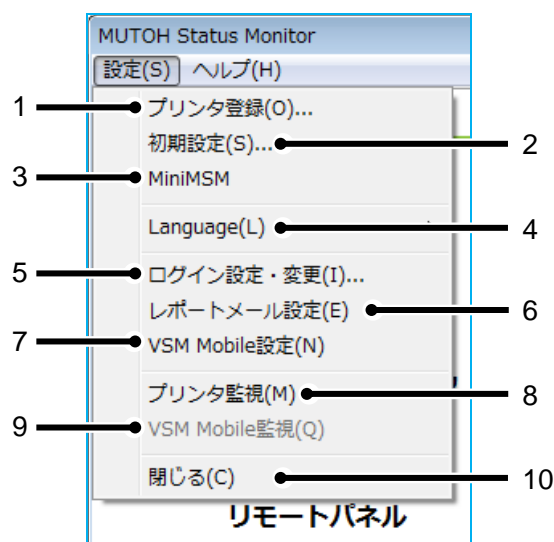 MUTOH Status Monitor
設定(S) ヘルプ(H)
1 プリンタ登録(O)...
初期設定(S)... 2
3 MiniMSM
Language(L) 4
5 ログイン設定・変更(I)...
レポートメール設定(E) 6
7 VSM Mobile設定(N)
プリンタ監視(M) 8
9 VSM Mobile監視(Q)
閉じる(C) 10
リモートパネル